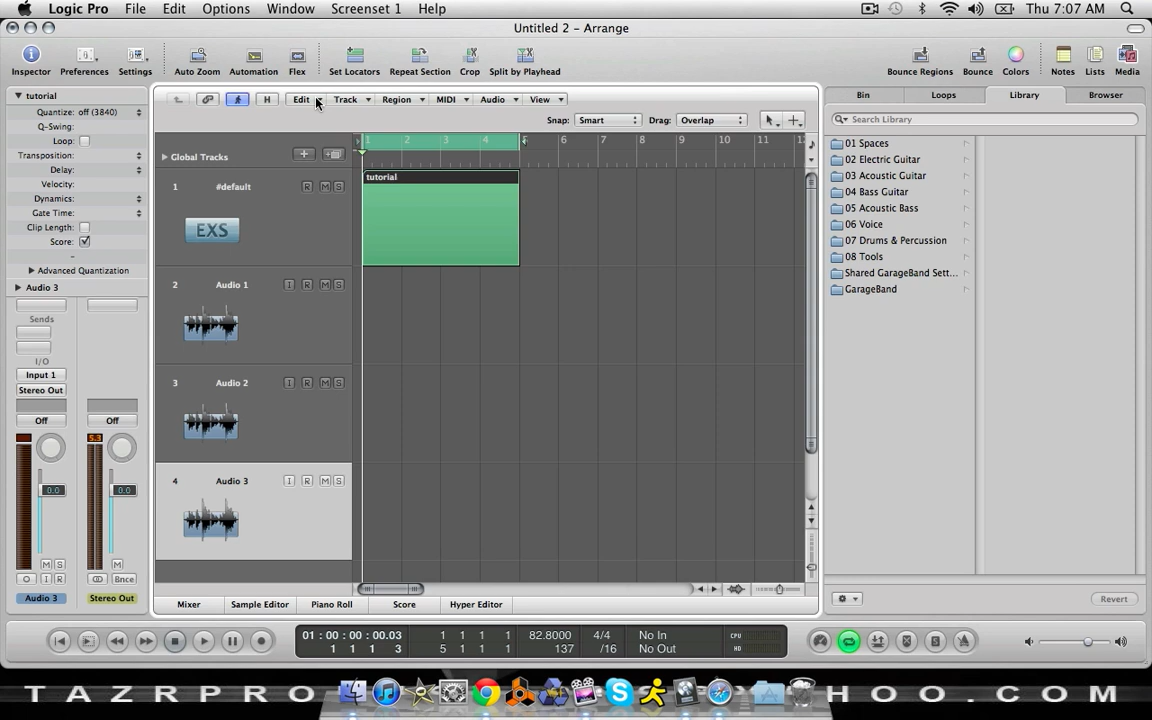 Logic Pro File Edit Options Window Screenset 1 Help Thu 7:07 AM
Untitled 2 - Arrange
Inspector Preferences Settings Auto Zoom Automation Flex Set Locators Repeat Section Crop Split by Playhead Bounce Regions Bounce Colors Notes Lists Media
tutorial
Quantize: off (3840)
Q-Swing:
Loop:
Transposition:
Delay:
Velocity:
Dynamics:
Gate Time:
Clip Length:
Score:
-
Advanced Quantization
Audio 3
Sends
I/O
Input 1
Stereo Out
Off Off
5.3
0.0 0.0
M S M
O I R Bnce
Audio 3 Stereo Out
H Edit Track Region MIDI Audio View
Snap: Smart Drag: Overlap
Global Tracks
1 2 3 4 5 6 7 8 9 10 11
1 #default R M S
EXS
tutorial
2 Audio 1 I R M S
3 Audio 2 I R M S
4 Audio 3 I R M S
Mixer Sample Editor Piano Roll Score Hyper Editor
Bin Loops Library Browser
Search Library
01 Spaces
02 Electric Guitar
03 Acoustic Guitar
04 Bass Guitar
05 Acoustic Bass
06 Voice
07 Drums & Percussion
08 Tools
Shared GarageBand Sett...
GarageBand
Revert
01 : 00 : 00 : 00.03 1 1 1 1 82.8000 4/4 No In CPU
1 1 1 3 5 1 1 1 137 /16 No Out HD
TAZRPRO HOO.COM